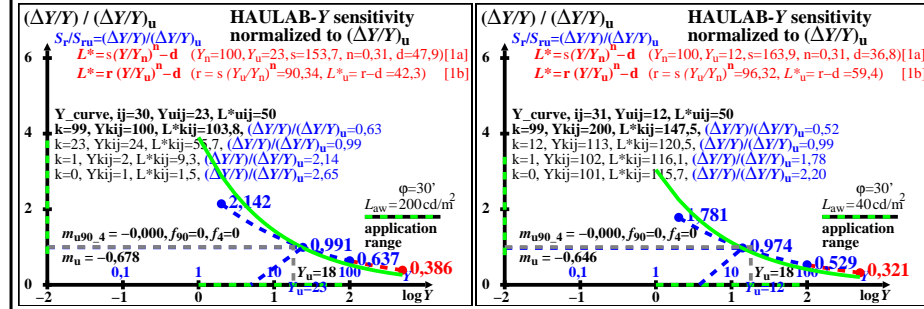 (ΔY/Y) / (ΔY/Y)u HAULAB-Y sensitivity
Sr/Sru=(ΔY/Y)/(ΔY/Y)u normalized to (ΔY/Y)u
6
L*=s(Y/Yn)^n−d (Yn=100,Yu=23,s=153,7, n=0,31, d=47,9)[1a]
L*=r (Y/Yu)^n−d (r = s (Yu/Yn)^n=90,34, L*u= r−d =42,3) [1b]
Y_curve, ij=30, Yuij=23, L*uij=50
4
k=99, Ykij=100, L*kij=103,8, (ΔY/Y)/(ΔY/Y)u=0,63
k=23, Ykij=24, L*kij=53,7, (ΔY/Y)/(ΔY/Y)u=0,99
k=1, Ykij=2, L*kij=9,3, (ΔY/Y)/(ΔY/Y)u=2,14
k=0, Ykij=1, L*kij=1,5, (ΔY/Y)/(ΔY/Y)u=2,65
φ=30’
2
2,142
Law=200cd/m²
application
range
mu90_4 = −0,000, f90=0, f4=0
0,991
mu = −0,678
0,637
0,386
0,1 1 10 Yu=18 100 Y
0
Yu=23
−2 −1 0 1 2 log Y
(ΔY/Y) / (ΔY/Y)u HAULAB-Y sensitivity
Sr/Sru=(ΔY/Y)/(ΔY/Y)u normalized to (ΔY/Y)u
6
L*=s(Y/Yn)^n−d (Yn=100,Yu=12, s=163,9, n=0,31, d=36,8)[1a]
L*=r (Y/Yu)^n−d (r = s (Yu/Yn)^n=96,32, L*u= r−d =59,4) [1b]
Y_curve, ij=31, Yuij=12, L*uij=50
4
k=99, Ykij=200, L*kij=147,5, (ΔY/Y)/(ΔY/Y)u=0,52
k=12, Ykij=113, L*kij=120,5, (ΔY/Y)/(ΔY/Y)u=0,99
k=1, Ykij=102, L*kij=116,1, (ΔY/Y)/(ΔY/Y)u=1,78
k=0, Ykij=101, L*kij=115,7, (ΔY/Y)/(ΔY/Y)u=2,20
φ=30’
2
1,781
Law=40cd/m²
application
range
mu90_4 = −0,000, f90=0, f4=0
0,974
mu = −0,646
0,529
0,321
0,1 1 10 Yu=18 100 Y
0
Yu=12
−2 −1 0 1 2 log Y